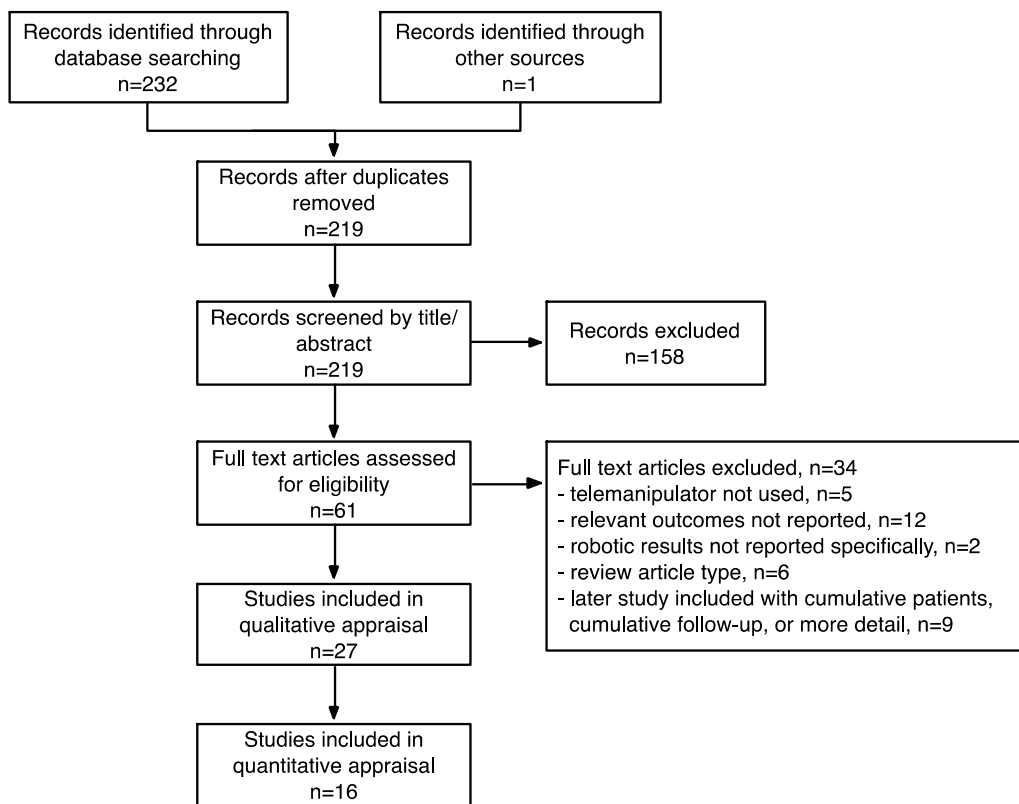 Records identified through
database searching
n=232
Records identified through
other sources
n=1
Records after duplicates
removed
n=219
Records screened by title/
abstract
n=219
Records excluded
n=158
Full text articles assessed
for eligibility
n=61
Full text articles excluded, n=34
- telemanipulator not used, n=5
- relevant outcomes not reported, n=12
- robotic results not reported specifically, n=2
- review article type, n=6
- later study included with cumulative patients,
cumulative follow-up, or more detail, n=9
Studies included in
qualitative appraisal
n=27
Studies included in
quantitative appraisal
n=16